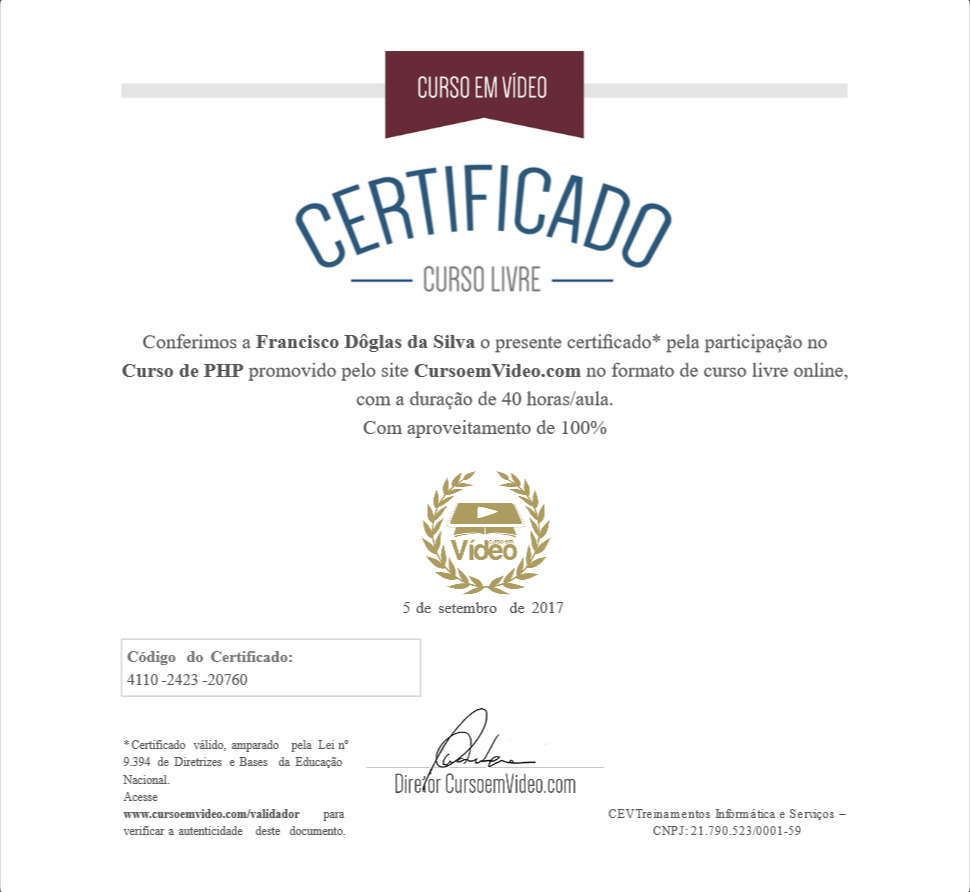 CURSO EM VÍDEO
CERTIFICADO
CURSO LIVRE
Conferimos a Francisco Dôglas da Silva o presente certificado* pela participação no
Curso de PHP promovido pelo site CursoemVideo.com no formato de curso livre online,
com a duração de 40 horas/aula.
Com aproveitamento de 100%
Vídeo
5 de setembro de 2017
Código do Certificado:
4110 -2423 -20760
*Certificado válido, amparado pela Lei nº
9.394 de Diretrizes e Bases da Educação
Nacional.
Acesse
www.cursoemvideo.com/validador para
verificar a autenticidade deste documento.
Diretor CursoemVideo.com
CEVTreinamentos Informática e Serviços –
CNPJ: 21.790.523/0001-59